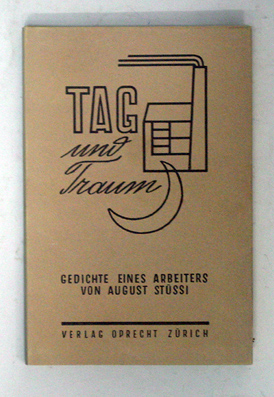 TAG
und
Traum
GEDICHTE EINES ARBEITERS
VON AUGUST STÜSSI
VERLAG OPRECHT ZÜRICH